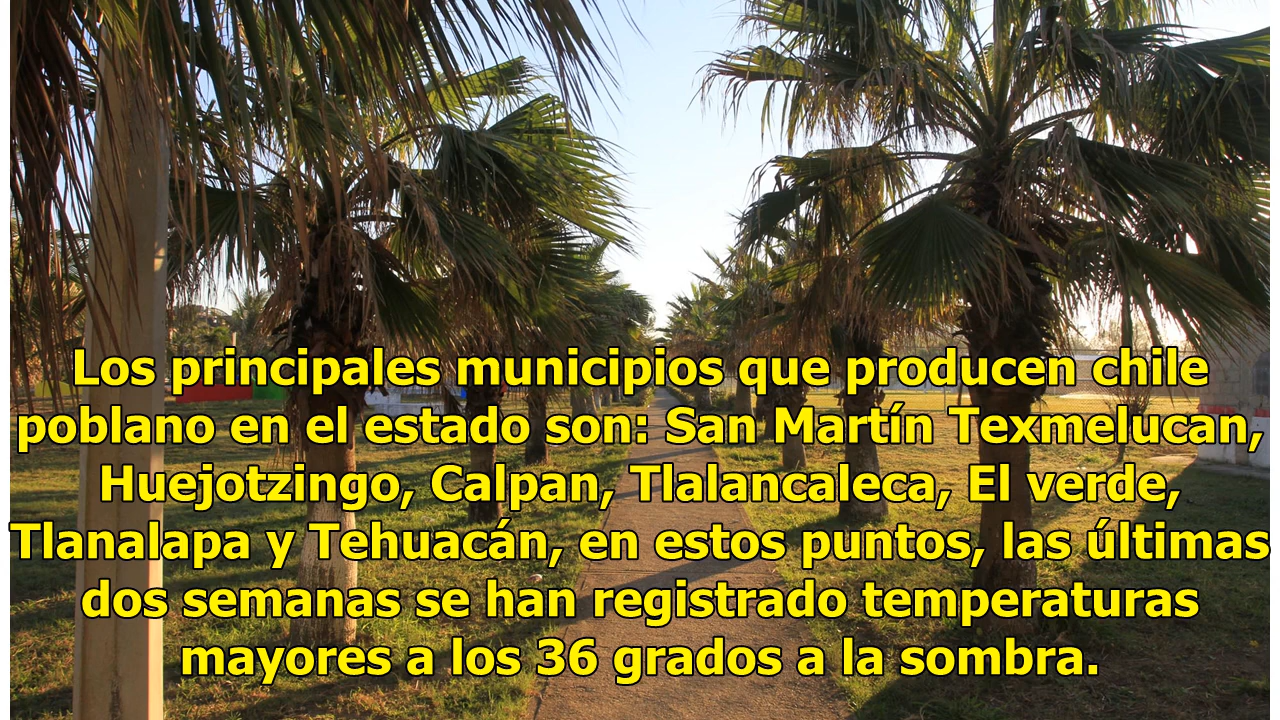 Los principales municipios que producen chile
poblano en el estado son: San Martín Texmelucan,
Huejotzingo, Calpan, Tlalancaleca, El verde,
Tlanalapa y Tehuacán, en estos puntos, las últimas
dos semanas se han registrado temperaturas
mayores a los 36 grados a la sombra.